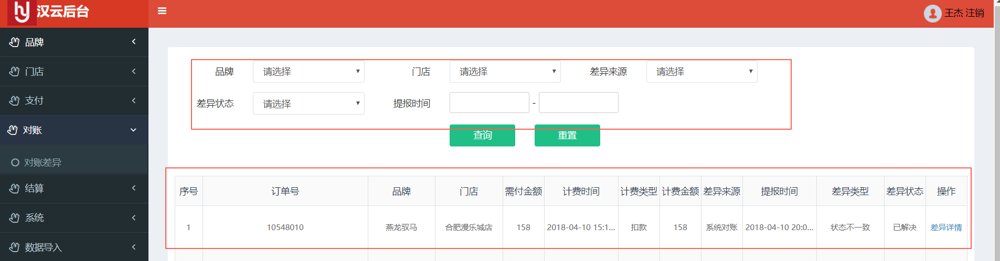 汉云后台
王杰 注销
品牌
门店
支付
对账
对账差异
结算
系统
数据导入
品牌 请选择 门店 请选择 差异来源 请选择
差异状态 请选择 提报时间 -
查询 重置
序号 订单号 品牌 门店 需付金额 计费时间 计费类型 计费金额 差异来源 提报时间 差异类型 差异状态 操作
1 10548010 燕龙驭马 合肥漫乐城店 158 2018-04-10 15:1... 扣款 158 系统对账 2018-04-10 20:0... 状态不一致 已解决 差异详情